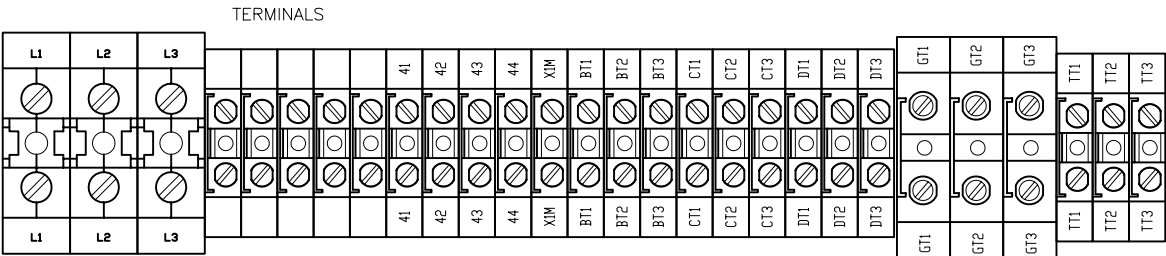 TERMINALS
L1 L2 L3 41 42 43 44 X1M BT1 BT2 BT3 CT1 CT2 CT3 DT1 DT2 DT3 GT1 GT2 GT3 TT1 TT2 TT3
L1 L2 L3 41 42 43 44 X1M BT1 BT2 BT3 CT1 CT2 CT3 DT1 DT2 DT3 GT1 GT2 GT3 TT1 TT2 TT3